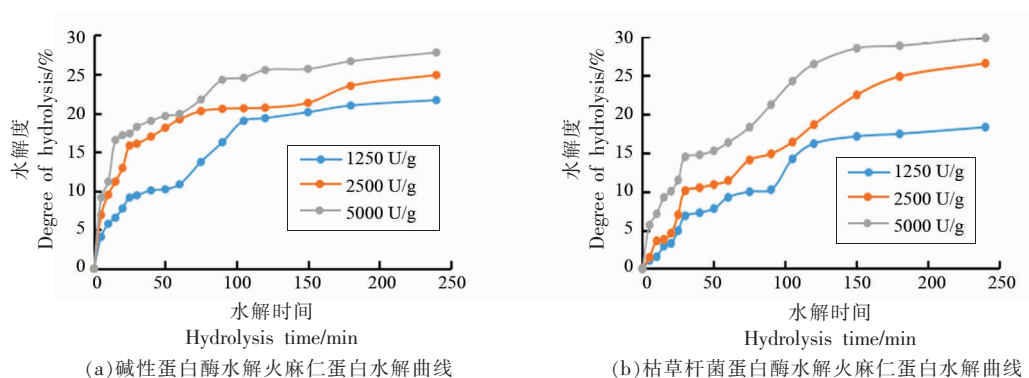 水解度
Degree of hydrolysis/%
30
25
20
15
10
5
0
1250 U/g
2500 U/g
5000 U/g
0
50
100
150
200
250
水解时间
Hydrolysis time/min
(a)碱性蛋白酶水解火麻仁蛋白水解曲线
水解度
Degree of hydrolysis/%
30
25
20
15
10
5
0
1250 U/g
2500 U/g
5000 U/g
0
50
100
150
200
250
水解时间
Hydrolysis time/min
(b)枯草杆菌蛋白酶水解火麻仁蛋白水解曲线